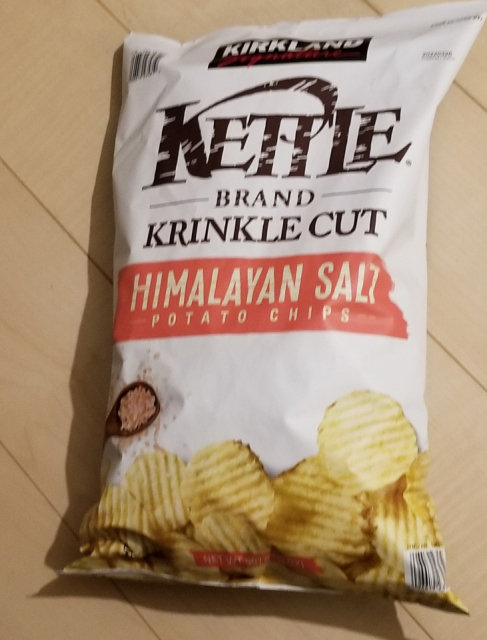 KIRKLAND
Signature
KETTLE
BRAND
KRINKLE CUT
HIMALAYAN SALT
POTATO CHIPS